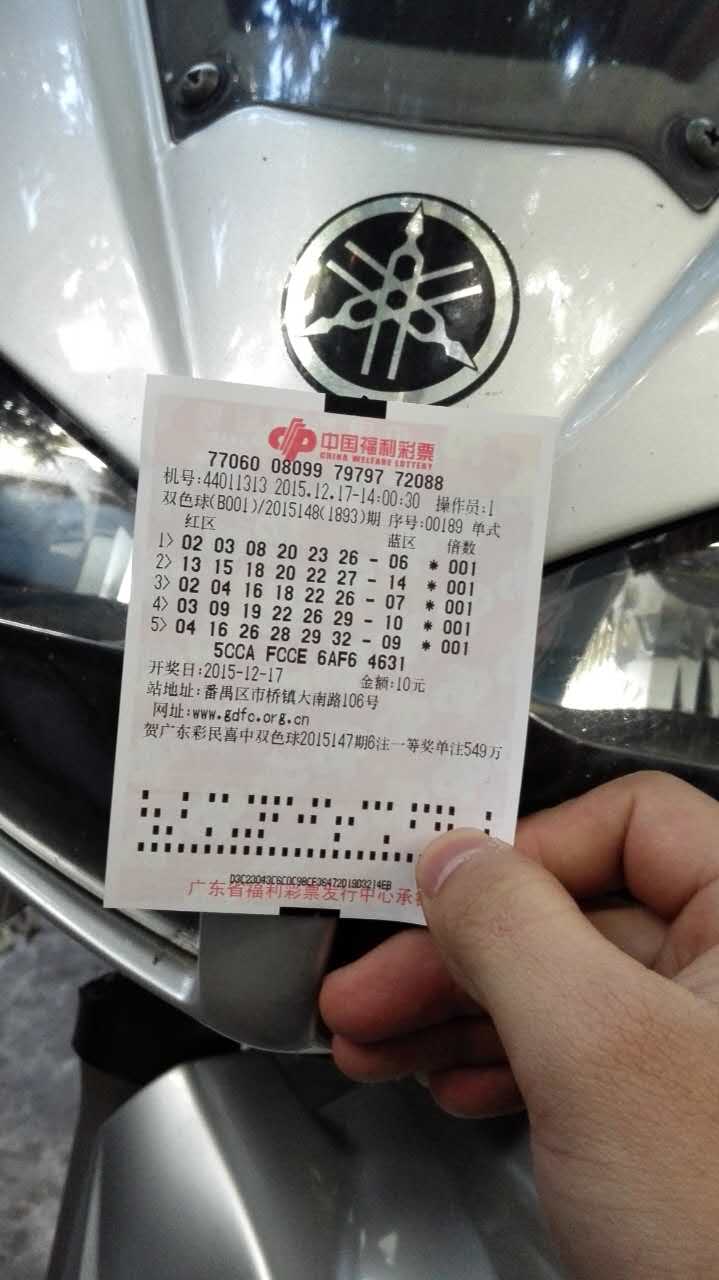 中国福利彩票
CHINA WELFARE LOTTERY
77060 08099 79797 72088
机号:44011313 2015.12.17-14:00:30 操作员:1
双色球(B001)/2015148(1893)期 序号:00189 单式
红区 蓝区 倍数
1> 02 03 08 20 23 26 - 06 * 001
2> 13 15 18 20 22 27 - 14 * 001
3> 02 04 16 18 22 26 - 07 * 001
4> 03 09 19 22 26 29 - 10 * 001
5> 04 16 26 28 29 32 - 09 * 001
5CCA FCCE 6AF6 4631
开奖日:2015-12-17 金额:10元
站地址:番禺区市桥镇大南路106号
网址:www.gdfc.org.cn
贺广东彩民喜中双色球2015147期6注一等奖单注549万
广东省福利彩票发行中心承